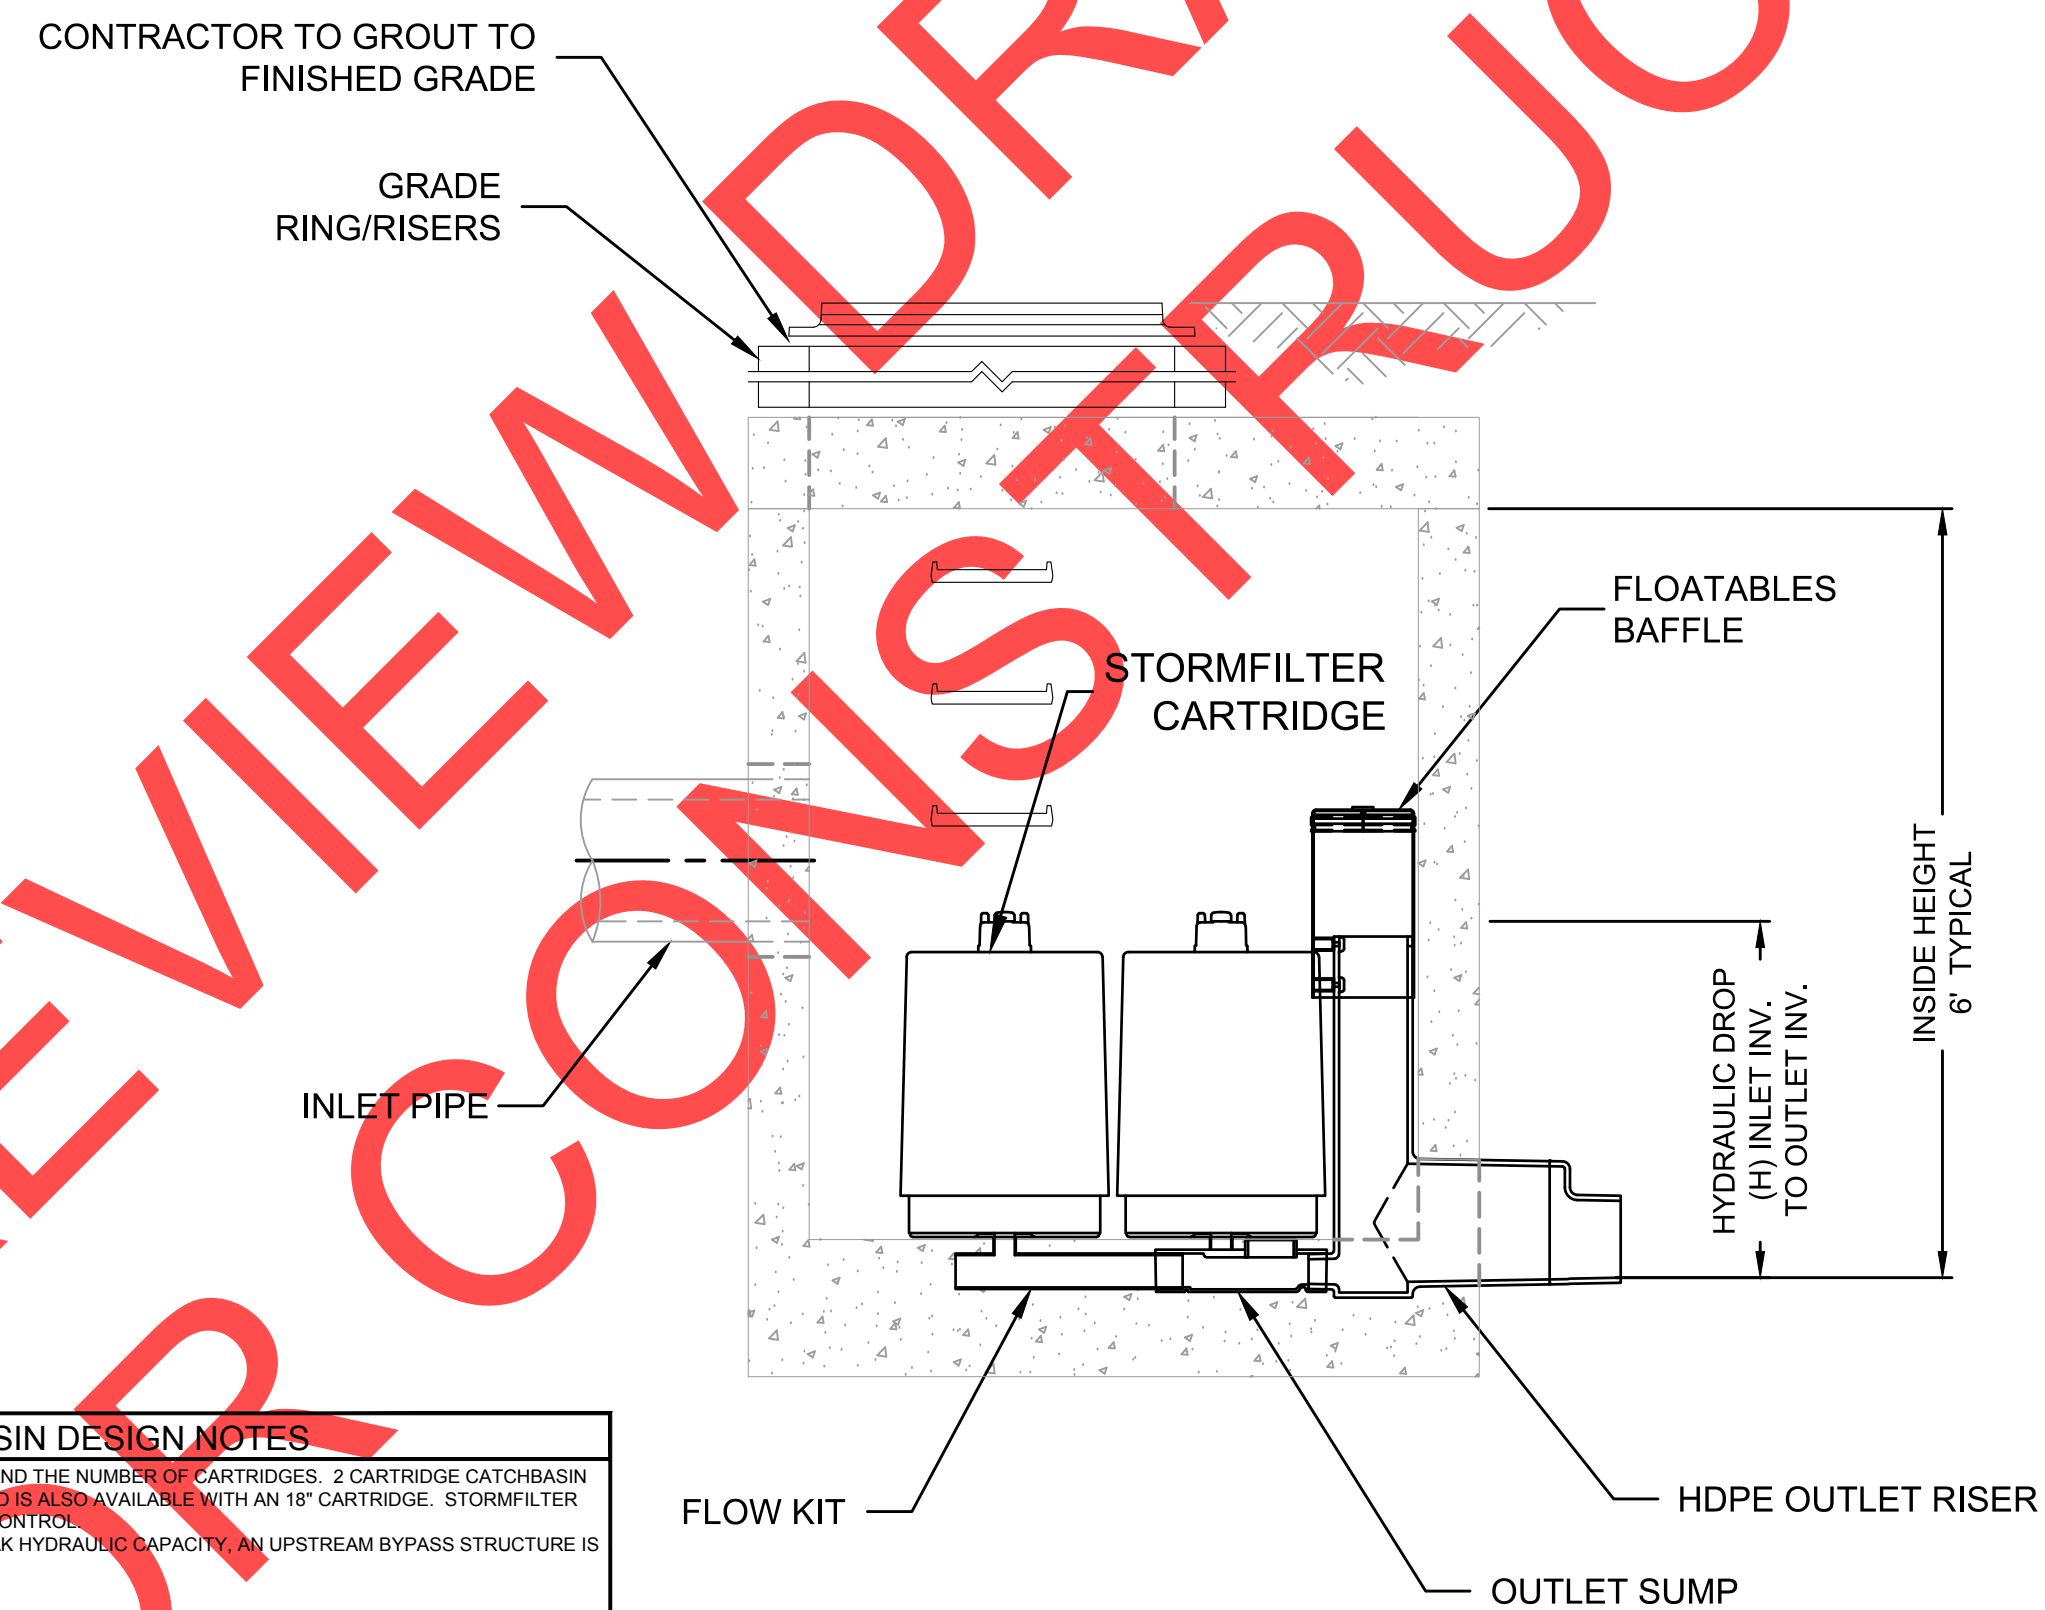 CONTRACTOR TO GROUT TO
FINISHED GRADE
GRADE
RING/RISERS
FLOATABLES
BAFFLE
STORMFILTER
CARTRIDGE
INSIDE HEIGHT
6' TYPICAL
HYDRAULIC DROP
(H) INLET INV.
TO OUTLET INV.
INLET PIPE
FLOW KIT
HDPE OUTLET RISER
OUTLET SUMP
DESIGN NOTES
THE NUMBER OF CARTRIDGES.  2 CARTRIDGE CATCHBASIN
IS ALSO AVAILABLE WITH AN 18" CARTRIDGE.  STORMFILTER
HYDRAULIC CAPACITY, AN UPSTREAM BYPASS STRUCTURE IS